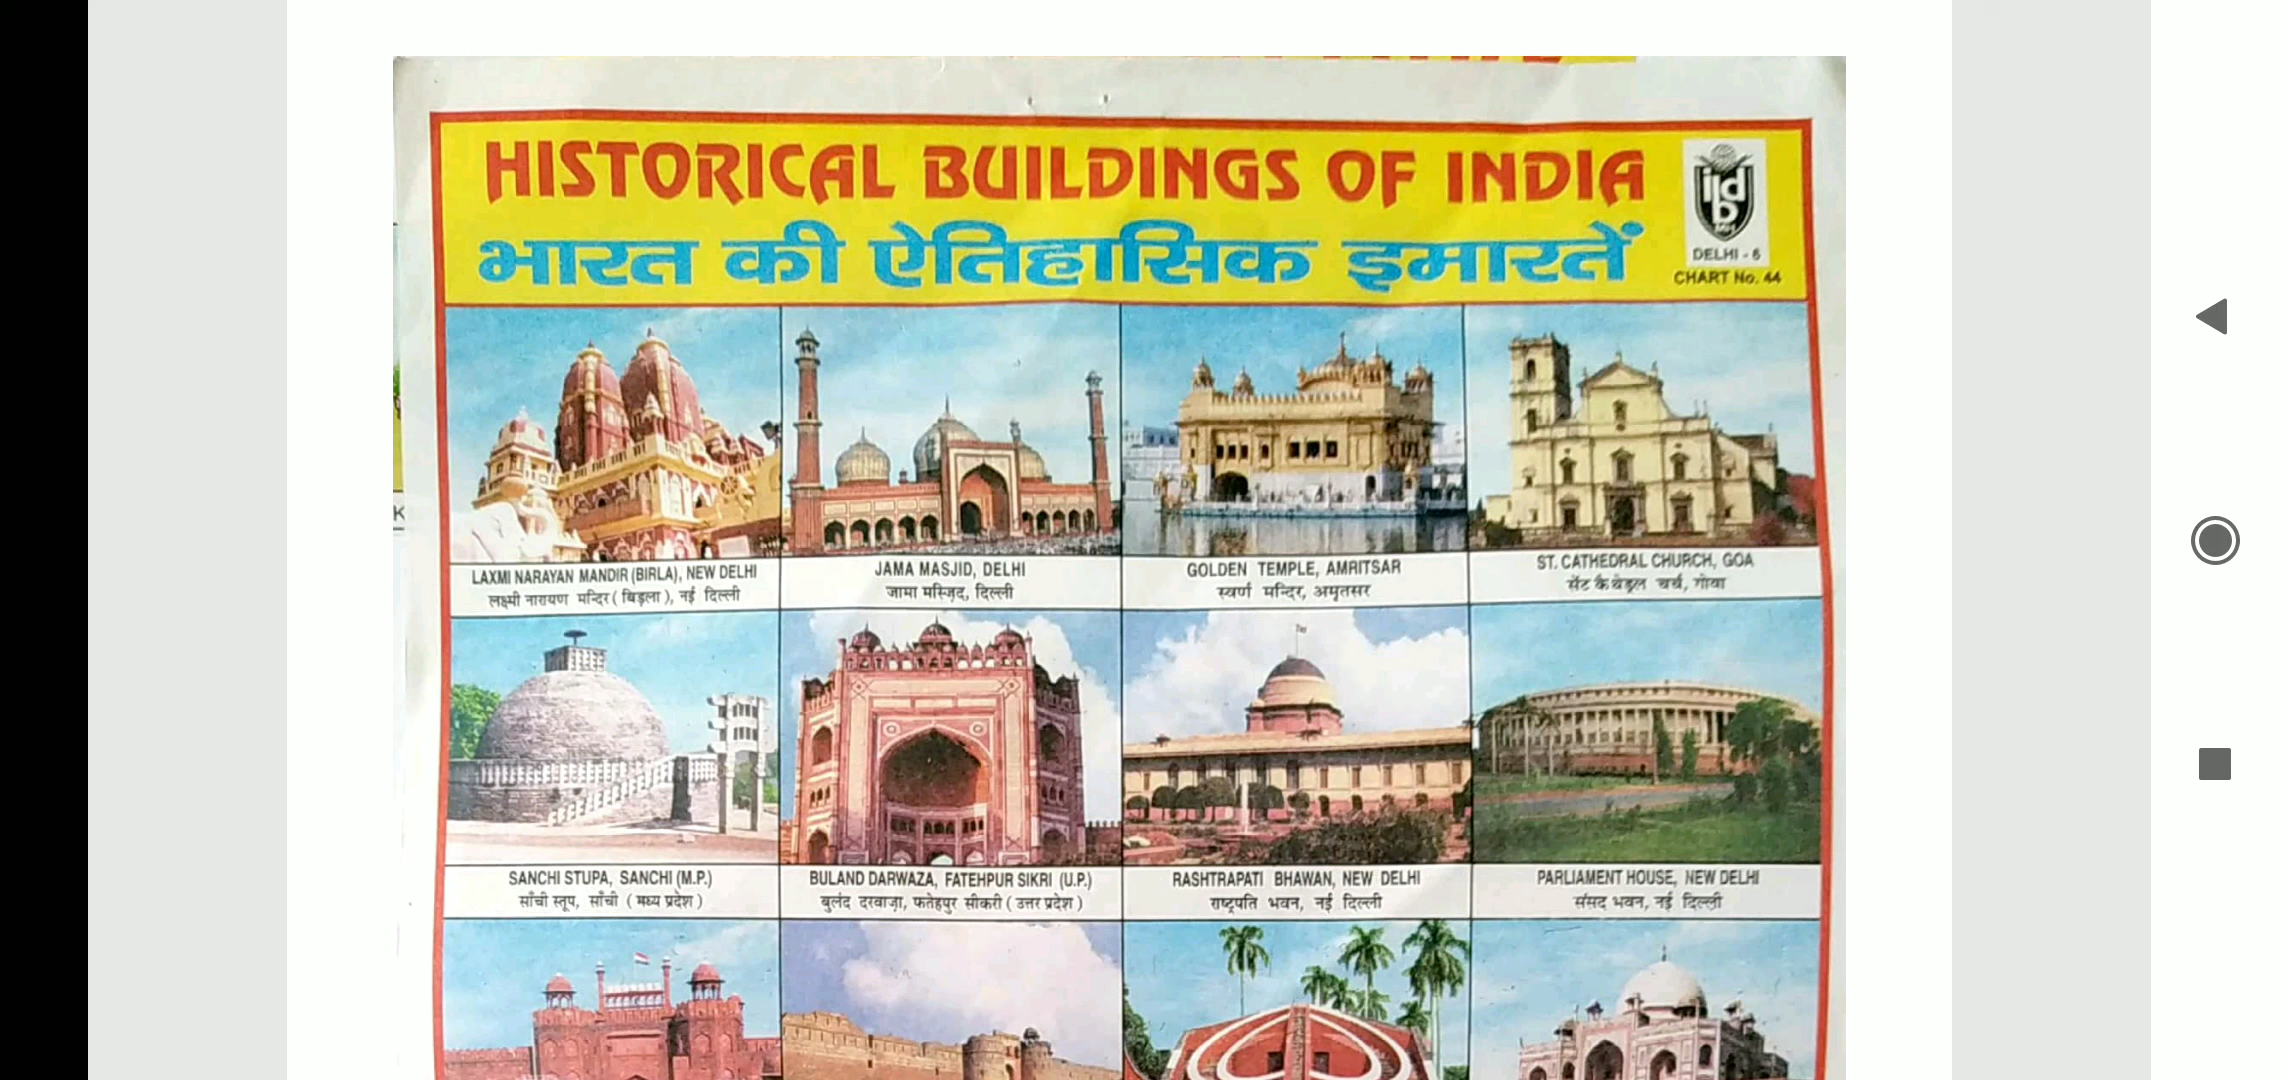 HISTORICAL BUILDINGS OF INDIA
भारत की ऐतिहासिक इमारतें
ildb
DELHI - 6
CHART No. 44
K
LAXMI NARAYAN MANDIR (BIRLA), NEW DELHI
लक्ष्मी नारायण मन्दिर ( बिड़ला ), नई दिल्ली
JAMA MASJID, DELHI
जामा मस्जिद, दिल्ली
GOLDEN TEMPLE, AMRITSAR
स्वर्ण मन्दिर, अमृतसर
ST. CATHEDRAL CHURCH, GOA
सेंट कैथेड्रल चर्च, गोवा
SANCHI STUPA, SANCHI (M.P.)
साँची स्तूप, साँची ( मध्य प्रदेश )
BULAND DARWAZA, FATEHPUR SIKRI (U.P.)
बुलंद दरवाज़ा, फतेहपुर सीकरी ( उत्तर प्रदेश )
RASHTRAPATI BHAWAN, NEW DELHI
राष्ट्रपति भवन, नई दिल्ली
PARLIAMENT HOUSE, NEW DELHI
संसद भवन, नई दिल्ली